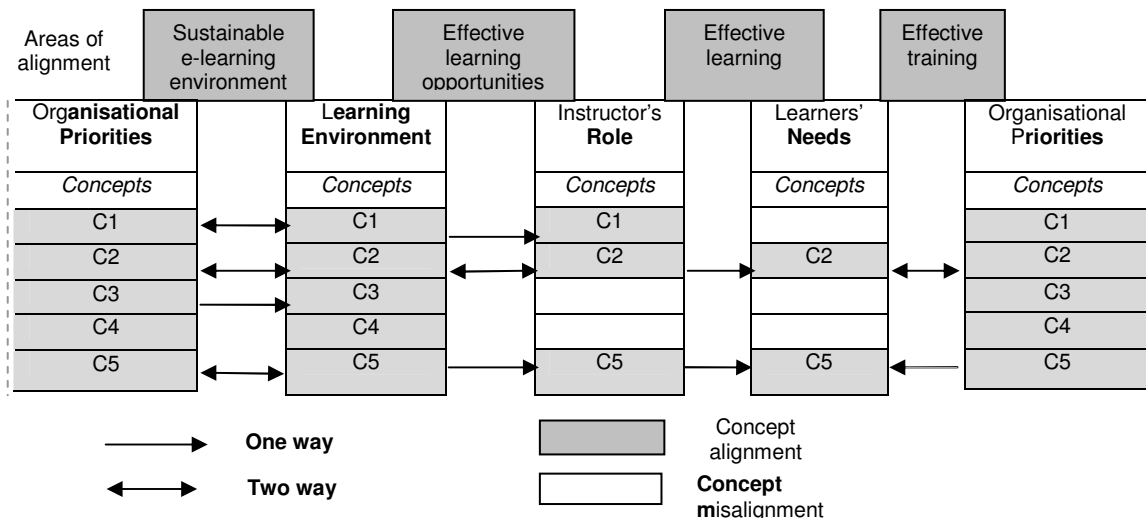 Areas of
alignment
Sustainable
e-learning
environment
Effective
learning
opportunities
Effective
learning
Effective
training
Organisational
Priorities
Learning
Environment
Instructor's
Role
Learners'
Needs
Organisational
Priorities
Concepts
Concepts
Concepts
Concepts
Concepts
C1
C1
C1
C1
C2
C2
C2
C2
C2
C3
C3
C3
C4
C4
C4
C5
C5
C5
C5
C5
One way
Concept
alignment
Two way
Concept
misalignment